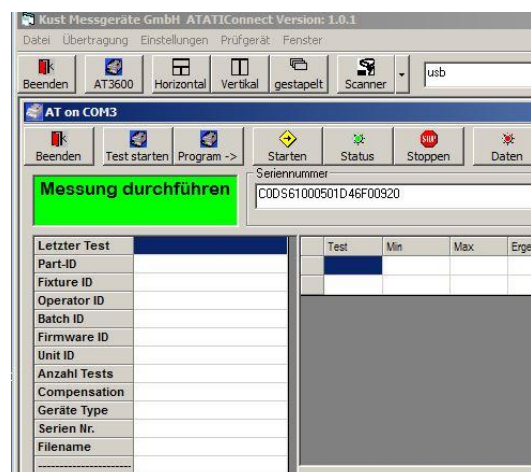 Kust Messgeräte GmbH ATATIConnect Version: 1.0.1
Datei Übertragung Einstellungen Prüfgerät Fenster
Beenden AT3600 Horizontal Vertikal gestapelt Scanner usb
AT on COM3
Beenden Test starten Program -> Starten Status STOP Stoppen Daten
Messung durchführen
Seriennummer
C0DS61000501D46F00920
Letzter Test
Part-ID
Fixture ID
Operator ID
Batch ID
Firmware ID
Unit ID
Anzahl Tests
Compensation
Geräte Type
Serien Nr.
Filename
---------------------
Test Min Max Erge